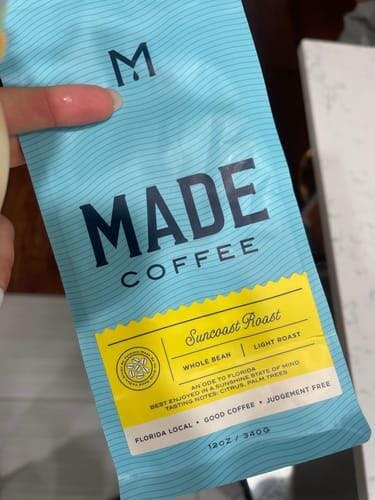 M
MADE
COFFEE
Suncoast Roast
WHOLE BEAN | LIGHT ROAST
AN ODE TO FLORIDA
BEST ENJOYED IN A SUNSHINE STATE OF MIND
TASTING NOTES: CITRUS, PALM TREES
FLORIDA LOCAL • GOOD COFFEE • JUDGEMENT FREE
12OZ / 340G